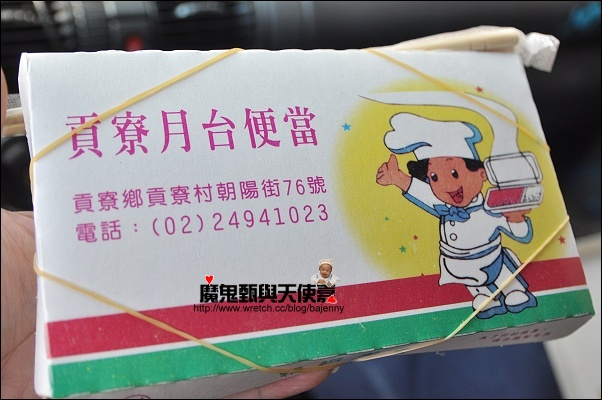 貢寮月台便當
貢寮鄉貢寮村朝陽街76號
電話：(02)24941023
魔鬼甄與天使嘉
http://www.wretch.cc/blog/bajenny